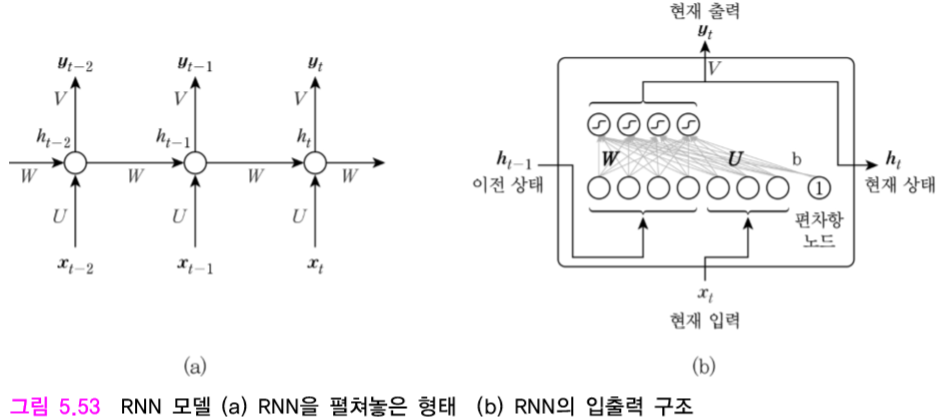 y_{t-2} y_{t-1} y_t
V V V
h_{t-2} h_{t-1} h_t
W W W W
U U U
x_{t-2} x_{t-1} x_t
(a)
현재 출력
y_t
V
h_{t-1} W U b h_t
이전 상태 현재 상태
1
편차항
노드
x_t
현재 입력
(b)
그림 5.53 RNN 모델 (a) RNN을 펼쳐놓은 형태 (b) RNN의 입출력 구조